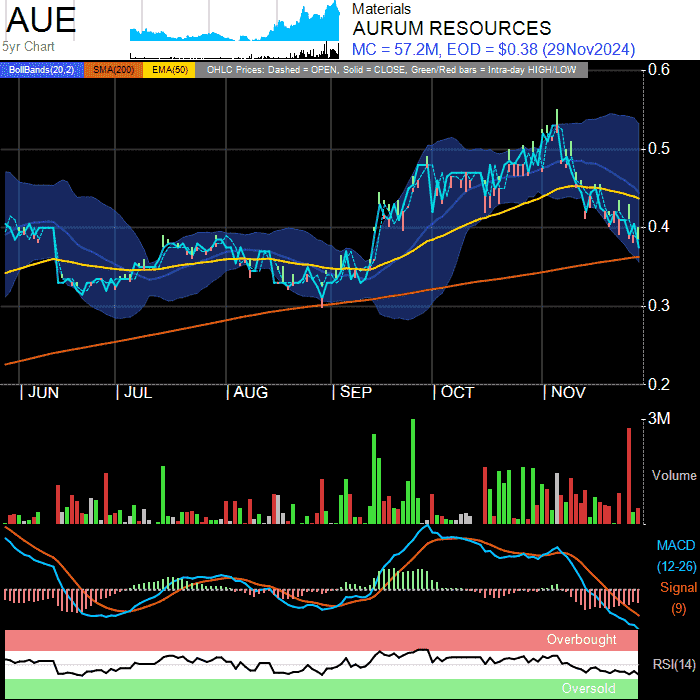 AUE
5yr Chart
Materials
AURUM RESOURCES
MC = 57.2M, EOD = $0.38 (29Nov2024)
BollBands(20,2) SMA(200) EMA(50) OHLC Prices: Dashed = OPEN, Solid = CLOSE, Green/Red bars = Intra-day HIGH/LOW
0.6
0.5
0.4
0.3
0.2
| JUN | JUL | AUG | SEP | OCT | NOV
3M
Volume
MACD
(12-26)
Signal
(9)
Overbought
RSI(14)
Oversold